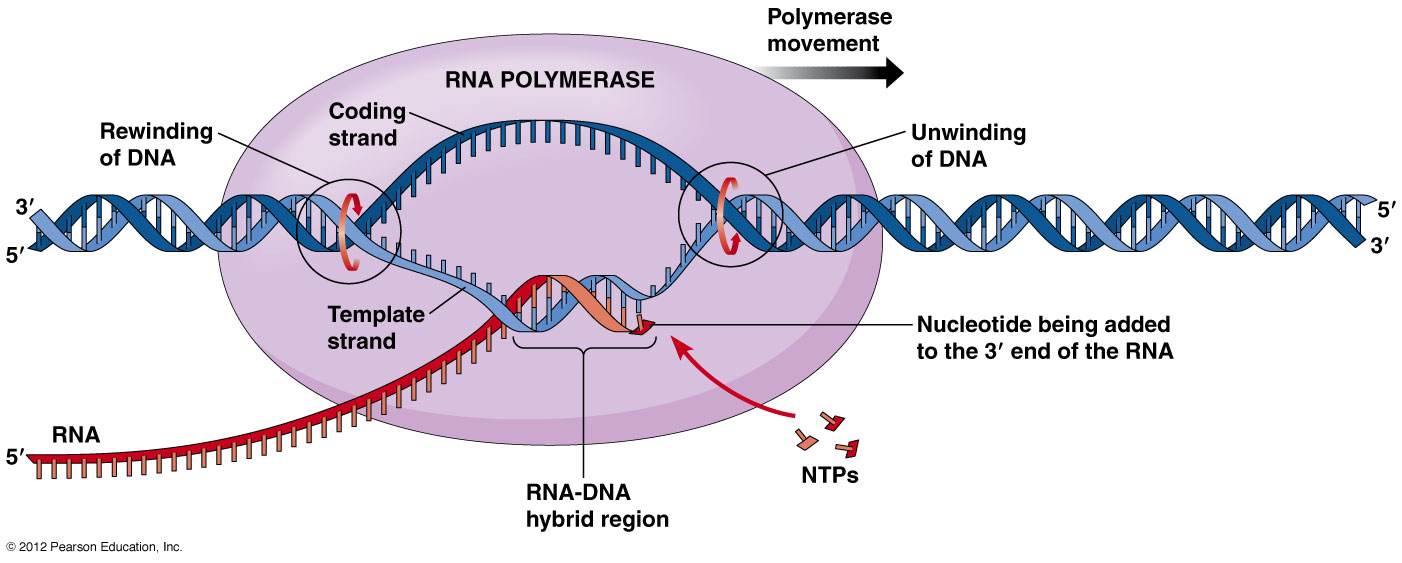 Polymerase
movement
RNA POLYMERASE
Coding
strand
Rewinding
of DNA
Unwinding
of DNA
3′
5′
5′
3′
Template
strand
Nucleotide being added
to the 3′ end of the RNA
RNA
5′
NTPs
RNA-DNA
hybrid region
© 2012 Pearson Education, Inc.